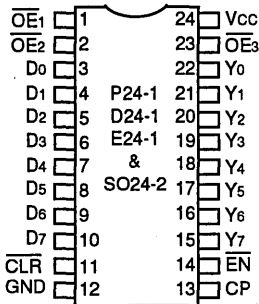 OE1 1 24 VCC
OE2 2 23 OE3
D0 3 22 Y0
D1 4 P24-1 21 Y1
D2 5 D24-1 20 Y2
D3 6 E24-1 19 Y3
D4 7 & 18 Y4
D5 8 SO24-2 17 Y5
D6 9 16 Y6
D7 10 15 Y7
CLR 11 14 EN
GND 12 13 CP